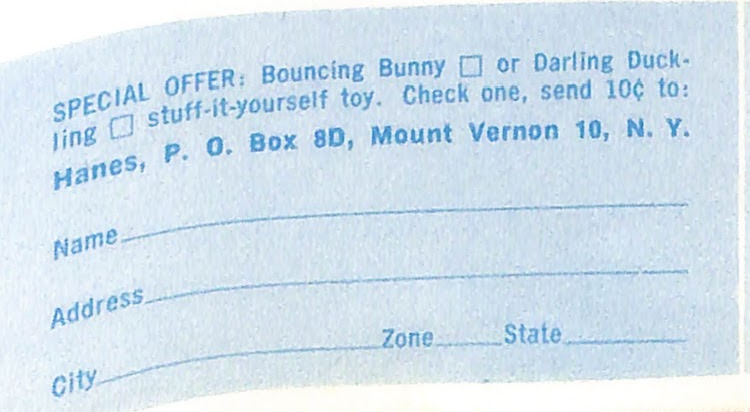 SPECIAL OFFER: Bouncing Bunny □ or Darling Duck-
ling □ stuff-it-yourself toy. Check one, send 10¢ to:
Hanes, P. O. Box 8D, Mount Vernon 10, N. Y.
Name
Address
City Zone State